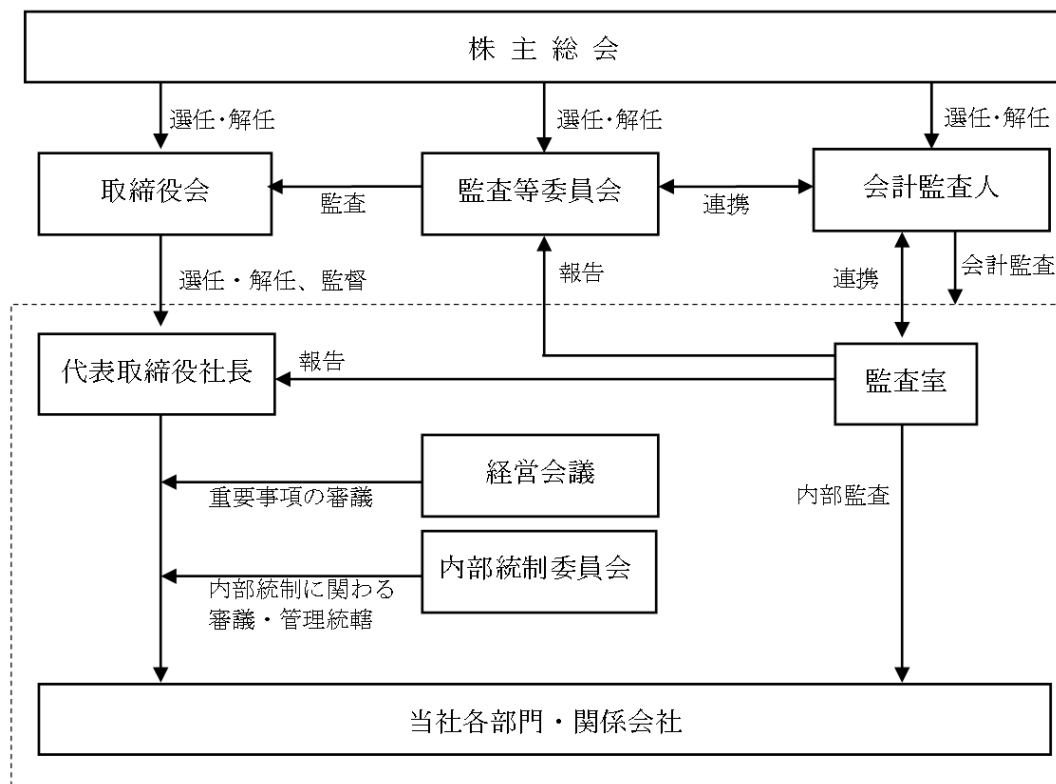 株 主 総 会
選任･解任
選任･解任
選任･解任
取締役会
監査
監査等委員会
連携
会計監査人
選任・解任、監督
報告
連携
会計監査
代表取締役社長
報告
監査室
経営会議
重要事項の審議
内部監査
内部統制委員会
内部統制に関わる
審議・管理統轄
当社各部門・関係会社